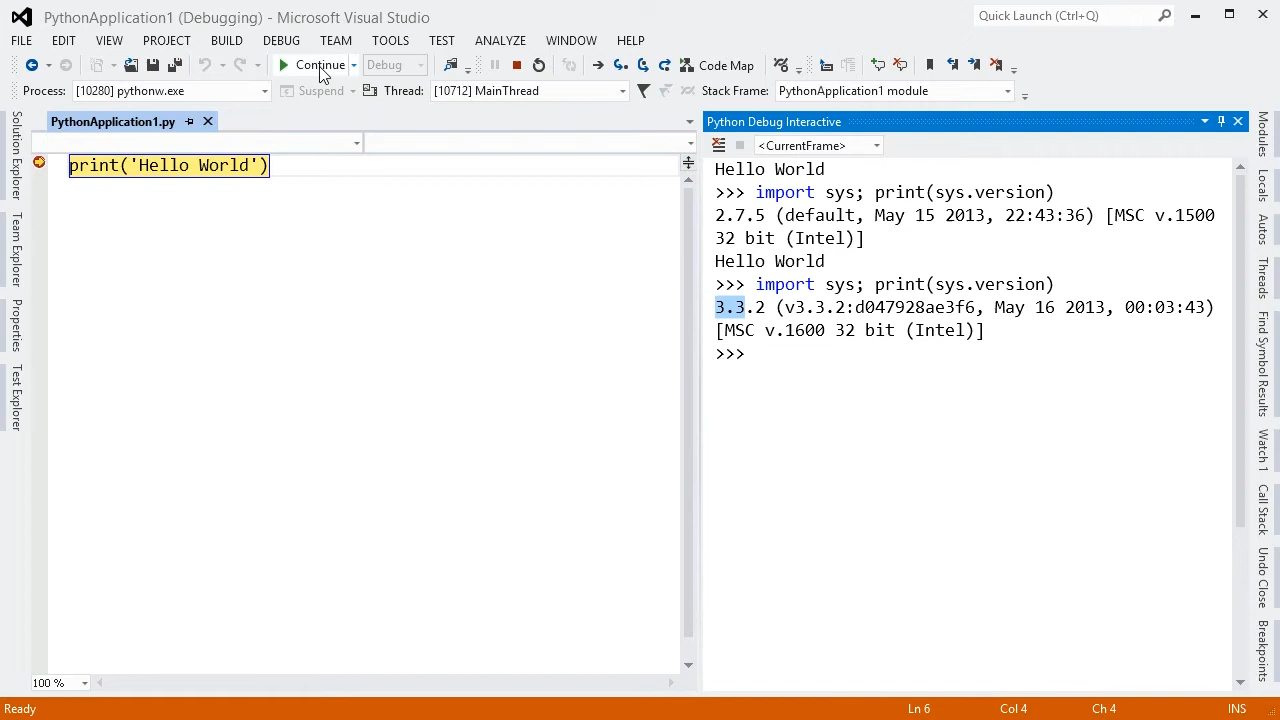 PythonApplication1 (Debugging) - Microsoft Visual Studio
Quick Launch (Ctrl+Q)
FILE EDIT VIEW PROJECT BUILD DEBUG TEAM TOOLS TEST ANALYZE WINDOW HELP
Continue Debug Code Map
Process: [10280] pythonw.exe Suspend Thread: [10712] MainThread Stack Frame: PythonApplication1 module
PythonApplication1.py
Python Debug Interactive
<CurrentFrame>
print('Hello World')
Hello World
>>> import sys; print(sys.version)
2.7.5 (default, May 15 2013, 22:43:36) [MSC v.1500
32 bit (Intel)]
Hello World
>>> import sys; print(sys.version)
3.3.2 (v3.3.2:d047928ae3f6, May 16 2013, 00:03:43)
[MSC v.1600 32 bit (Intel)]
>>>
Solution Explorer
Team Explorer
Properties
Test Explorer
Modules
Locals
Autos
Threads
Find Symbol Results
Watch 1
Call Stack
Undo Close
Breakpoints
100 %
Ready Ln 6 Col 4 Ch 4 INS